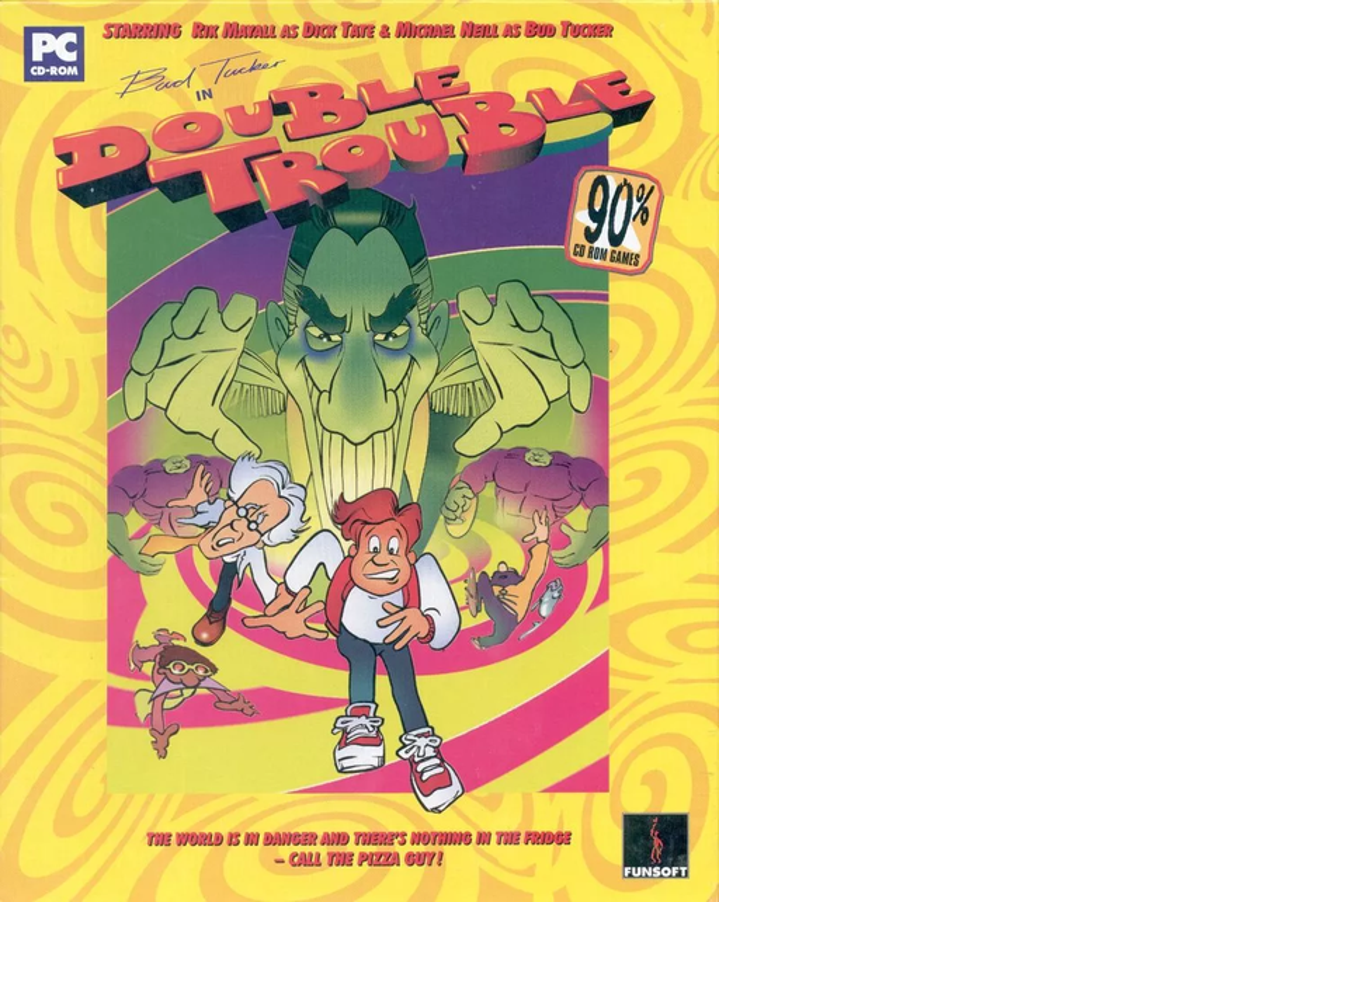 PC
CD-ROM
STARRING RIK MAYALL AS DICK TATE & MICHAEL NEILL AS BUD TUCKER
Bud Tucker
IN
DOUBLE
TROUBLE
90%
CD ROM GAMES
THE WORLD IS IN DANGER AND THERE'S NOTHING IN THE FRIDGE
– CALL THE PIZZA GUY!
FUNSOFT